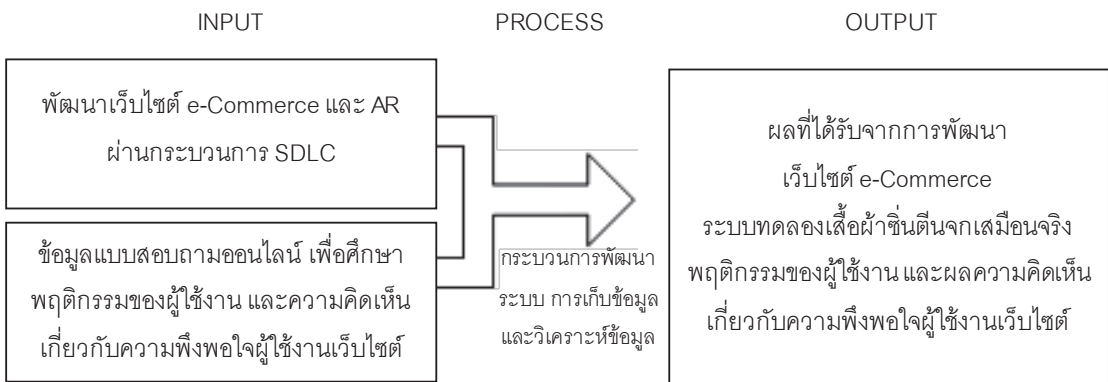 INPUT
PROCESS
OUTPUT
พัฒนาเว็บไซต์ e-Commerce และ AR
ผ่านกระบวนการ SDLC
ข้อมูลแบบสอบถามออนไลน์ เพื่อศึกษา
พฤติกรรมของผู้ใช้งาน และความคิดเห็น
เกี่ยวกับความพึงพอใจผู้ใช้งานเว็บไซต์
กระบวนการพัฒนา
ระบบ การเก็บข้อมูล
และวิเคราะห์ข้อมูล
ผลที่ได้รับจากการพัฒนา
เว็บไซต์ e-Commerce
ระบบทดลองเสื้อผ้าซิ่นตีนจกเสมือนจริง
พฤติกรรมของผู้ใช้งาน และผลความคิดเห็น
เกี่ยวกับความพึงพอใจผู้ใช้งานเว็บไซต์